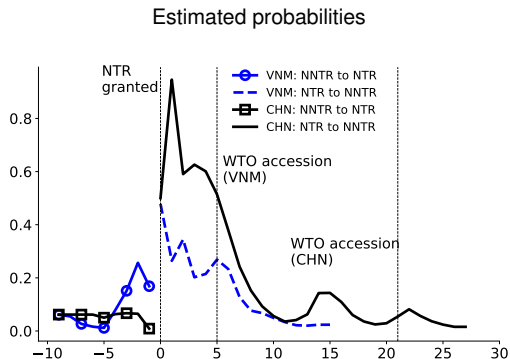 Estimated probabilities
NTR
granted
VNM: NNTR to NTR
VNM: NTR to NNTR
CHN: NNTR to NTR
CHN: NTR to NNTR
WTO accession
(VNM)
WTO accession
(CHN)
0.8
0.6
0.4
0.2
0.0
−10 −5 0 5 10 15 20 25 30